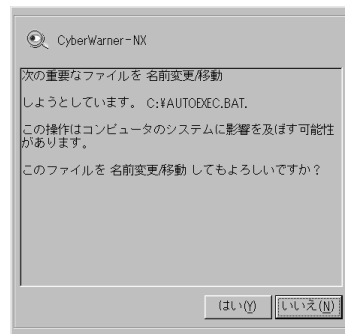 CyberWarner-NX
次の重要なファイルを 名前変更/移動
しようとしています。 C:¥AUTOEXEC.BAT.
この操作はコンピュータのシステムに影響を及ぼす可能性
があります。
このファイルを 名前変更/移動 してもよろしいですか？
はい(Y) いいえ(N)